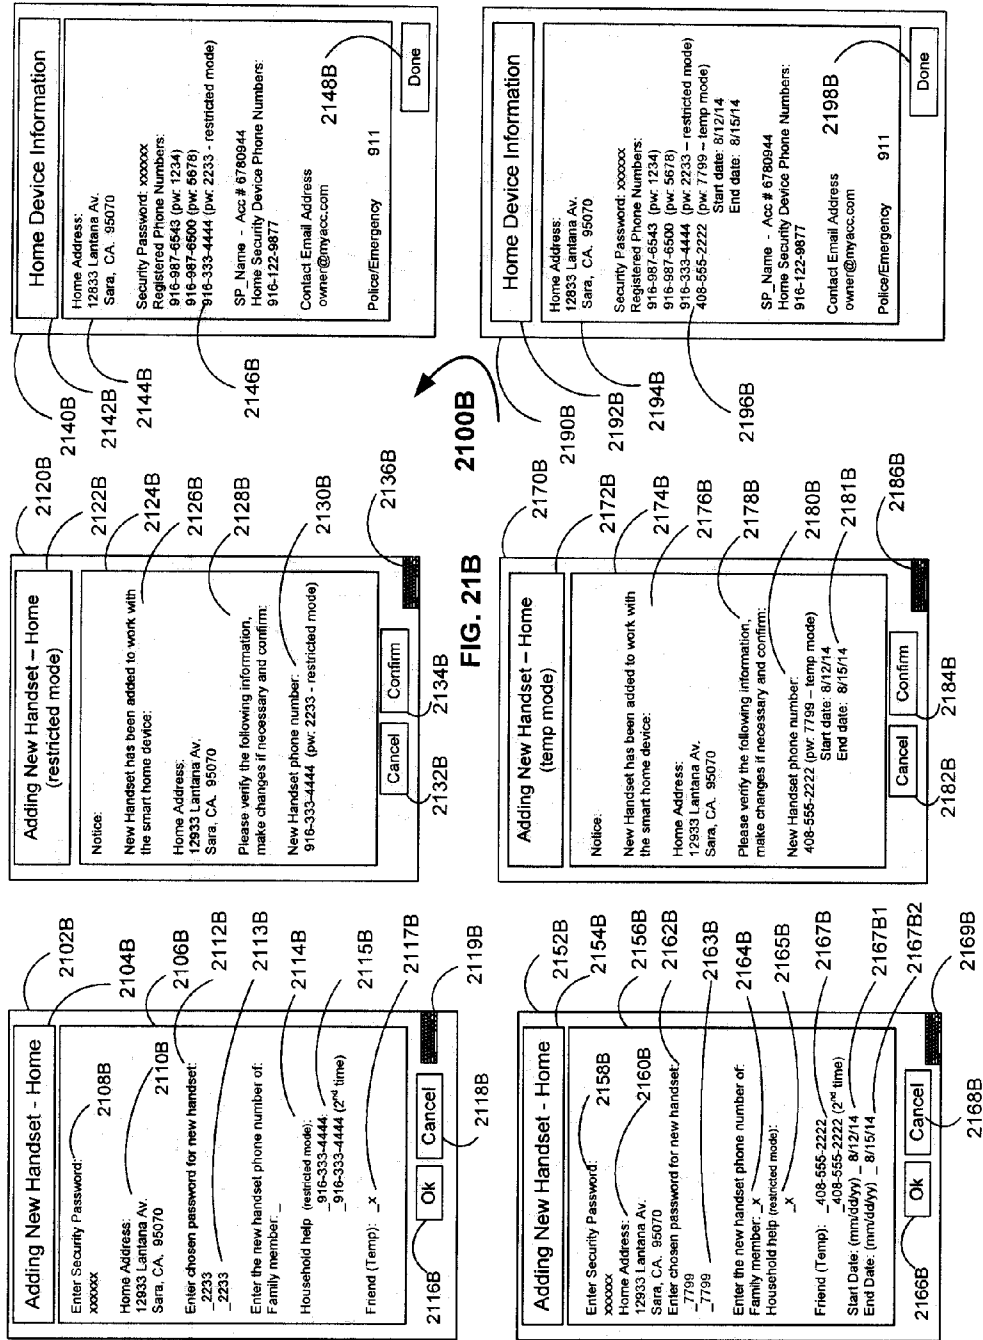 Adding New Handset - Home
Enter Security Password:
xxxxxx
Home Address:
12933 Lantana Av.
Sara, CA. 95070
Enter chosen password for new handset:
_2233
_2233
Enter the new handset phone number of:
Family member: _
Household help (restricted mode):
_916-333-4444
_916-333-4444 (2nd time)
Friend (Temp): _x
Ok
Cancel
2102B
2104B
2106B
2108B
2110B
2112B
2113B
2114B
2115B
2117B
2119B
2116B
2118B
Adding New Handset – Home
(restricted mode)
Notice:
New Handset has been added to work with
the smart home device:
Home Address:
12933 Lantana Av.
Sara, CA. 95070
Please verify the following information,
make changes if necessary and confirm:
New Handset phone number:
916-333-4444 (pw: 2233 - restricted mode)
Cancel
Confirm
2120B
2122B
2124B
2126B
2128B
2130B
2136B
2132B
2134B
Home Device Information
Home Address:
12833 Lantana Av.
Sara, CA. 95070
Security Password: xxxxxx
Registered Phone Numbers:
916-987-6543 (pw: 1234)
916-987-6500 (pw: 5678)
916-333-4444 (pw: 2233 - restricted mode)
SP_Name - Acc # 6780944
Home Security Device Phone Numbers:
916-122-9877
Contact Email Address
owner@myacc.com
Police/Emergency 911
Done
2140B
2142B
2144B
2146B
2148B
FIG. 21B
2100B
Adding New Handset - Home
Enter Security Password:
xxxxxx
Home Address:
12933 Lantana Av.
Sara, CA. 95070
Enter chosen password for new handset:
_7799
_7799
Enter the new handset phone number of:
Family member: _x
Household help (restricted mode):
_x
Friend (Temp): _408-555-2222
_408-555-2222 (2nd time)
Start Date: (mm/dd/yy) _ 8/12/14
End Date: (mm/dd/yy) _ 8/15/14
Ok
Cancel
2152B
2154B
2156B
2158B
2160B
2162B
2163B
2164B
2165B
2167B
2167B1
2167B2
2169B
2166B
2168B
Adding New Handset – Home
(temp mode)
Notice:
New Handset has been added to work with
the smart home device:
Home Address:
12933 Lantana Av.
Sara, CA. 95070
Please verify the following information,
make changes if necessary and confirm:
New Handset phone number:
408-555-2222 (pw: 7799 – temp mode)
Start date: 8/12/14
End date: 8/15/14
Cancel
Confirm
2170B
2172B
2174B
2176B
2178B
2180B
2181B
2186B
2182B
2184B
Home Device Information
Home Address:
12833 Lantana Av.
Sara, CA. 95070
Security Password: xxxxxx
Registered Phone Numbers:
916-987-6543 (pw: 1234)
916-987-6500 (pw: 5678)
916-333-4444 (pw: 2233 – restricted mode)
408-555-2222 (pw: 7799 – temp mode)
Start date: 8/12/14
End date: 8/15/14
SP_Name - Acc # 6780944
Home Security Device Phone Numbers:
916-122-9877
Contact Email Address
owner@myacc.com
Police/Emergency 911
Done
2190B
2192B
2194B
2196B
2198B